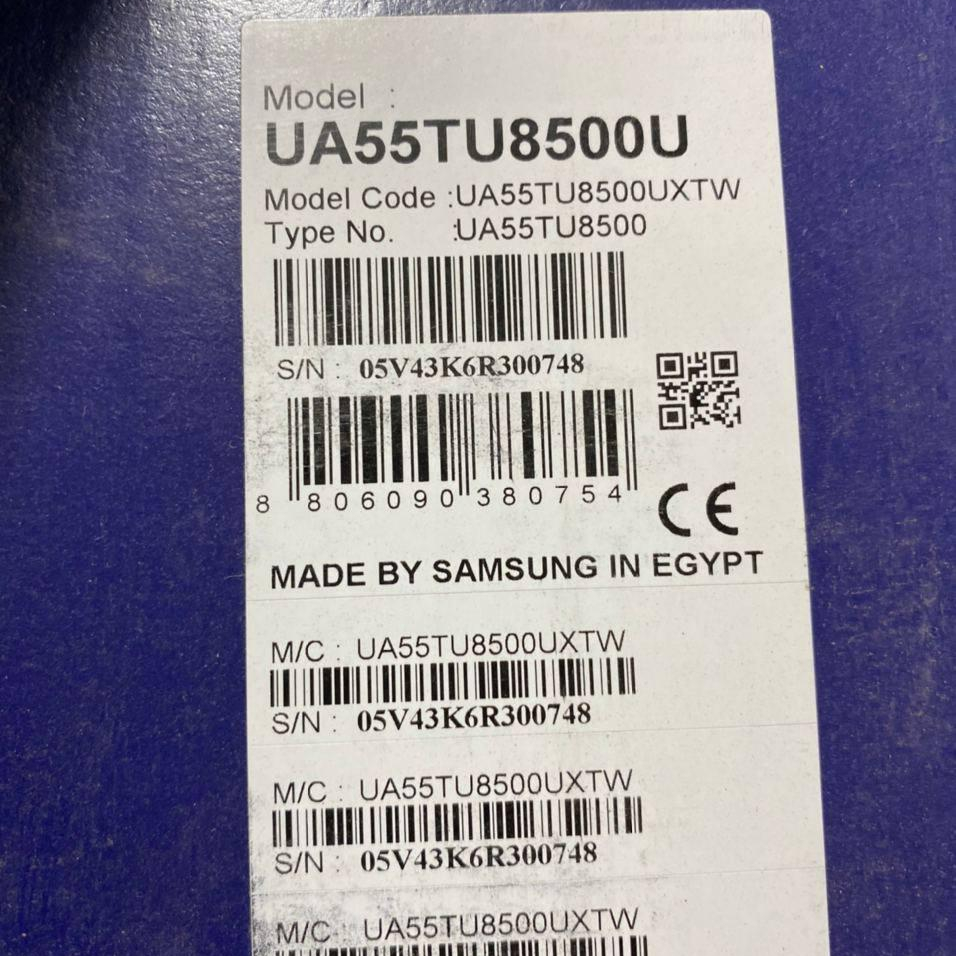 Model :
UA55TU8500U
Model Code :UA55TU8500UXTW
Type No. :UA55TU8500
S/N : 05V43K6R300748
8 806090 380754
CE
MADE BY SAMSUNG IN EGYPT
M/C : UA55TU8500UXTW
S/N : 05V43K6R300748
M/C : UA55TU8500UXTW
S/N : 05V43K6R300748
M/C : UA55TU8500UXTW